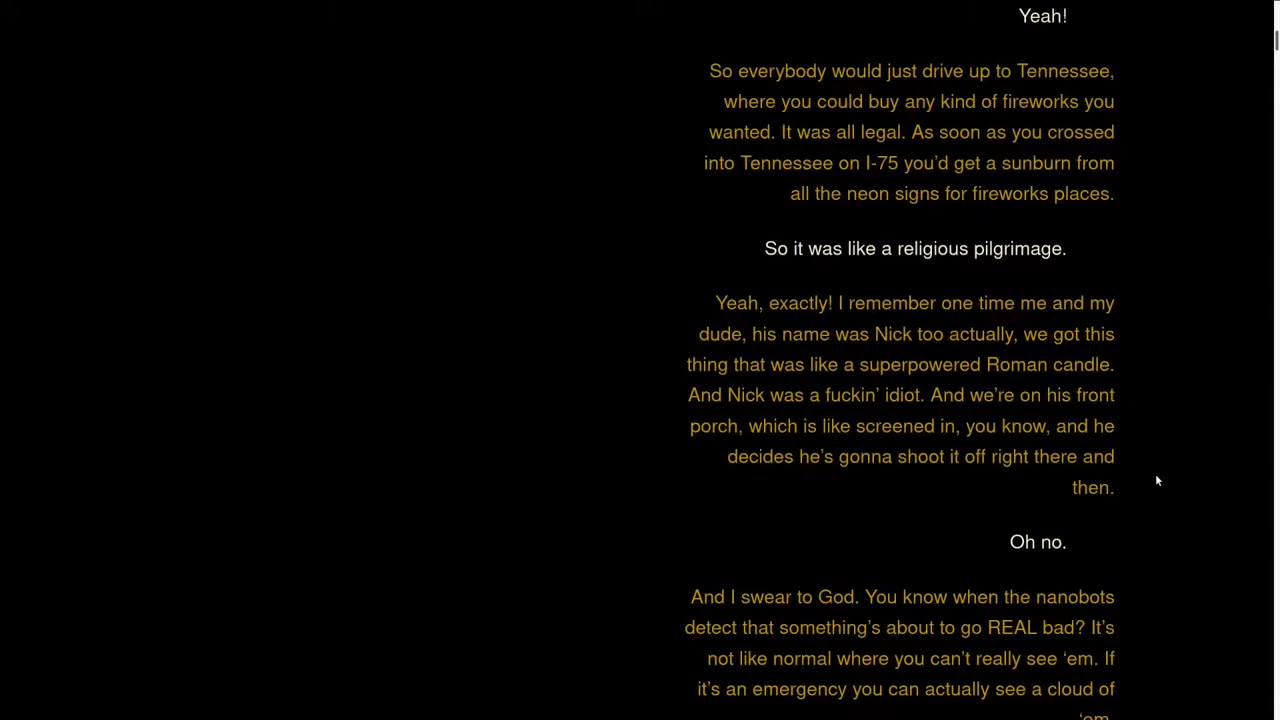 Yeah!
So everybody would just drive up to Tennessee,
where you could buy any kind of fireworks you
wanted. It was all legal. As soon as you crossed
into Tennessee on I-75 you’d get a sunburn from
all the neon signs for fireworks places.
So it was like a religious pilgrimage.
Yeah, exactly! I remember one time me and my
dude, his name was Nick too actually, we got this
thing that was like a superpowered Roman candle.
And Nick was a fuckin’ idiot. And we’re on his front
porch, which is like screened in, you know, and he
decides he’s gonna shoot it off right there and
then.
Oh no.
And I swear to God. You know when the nanobots
detect that something’s about to go REAL bad? It’s
not like normal where you can’t really see ‘em. If
it’s an emergency you can actually see a cloud of
‘em.